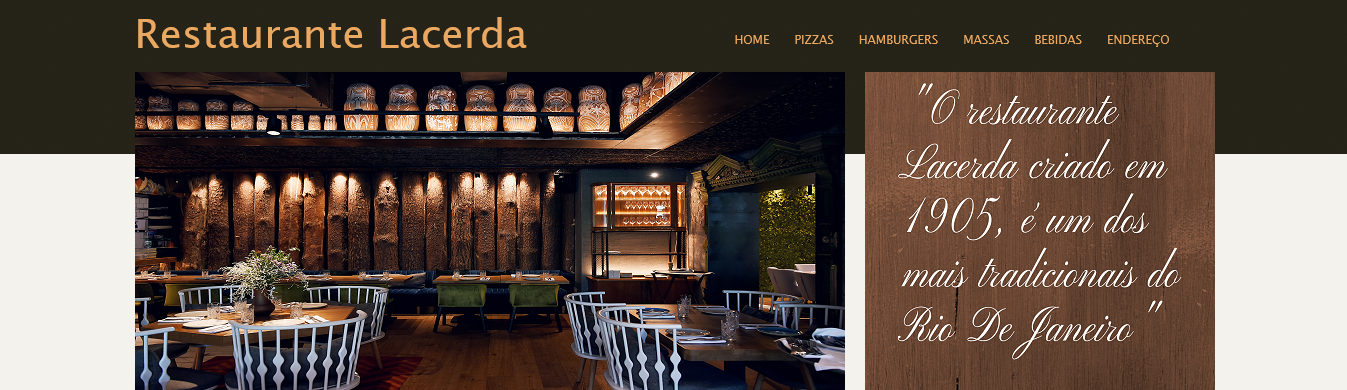 Restaurante Lacerda
HOME PIZZAS HAMBURGERS MASSAS BEBIDAS ENDEREÇO
"O restaurante
Lacerda criado em
1905, é um dos
mais tradicionais do
Rio De Janeiro "